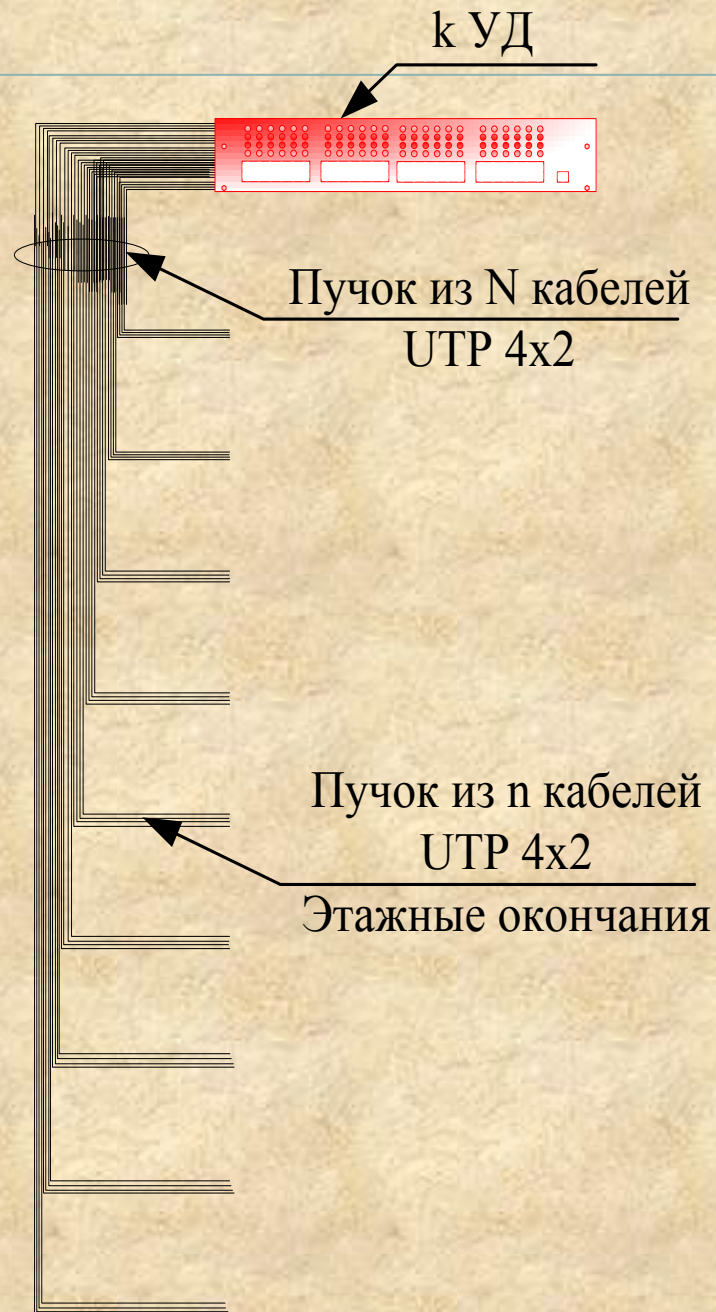 k УД
Пучок из N кабелей
UTP 4x2
Пучок из n кабелей
UTP 4x2
Этажные окончания